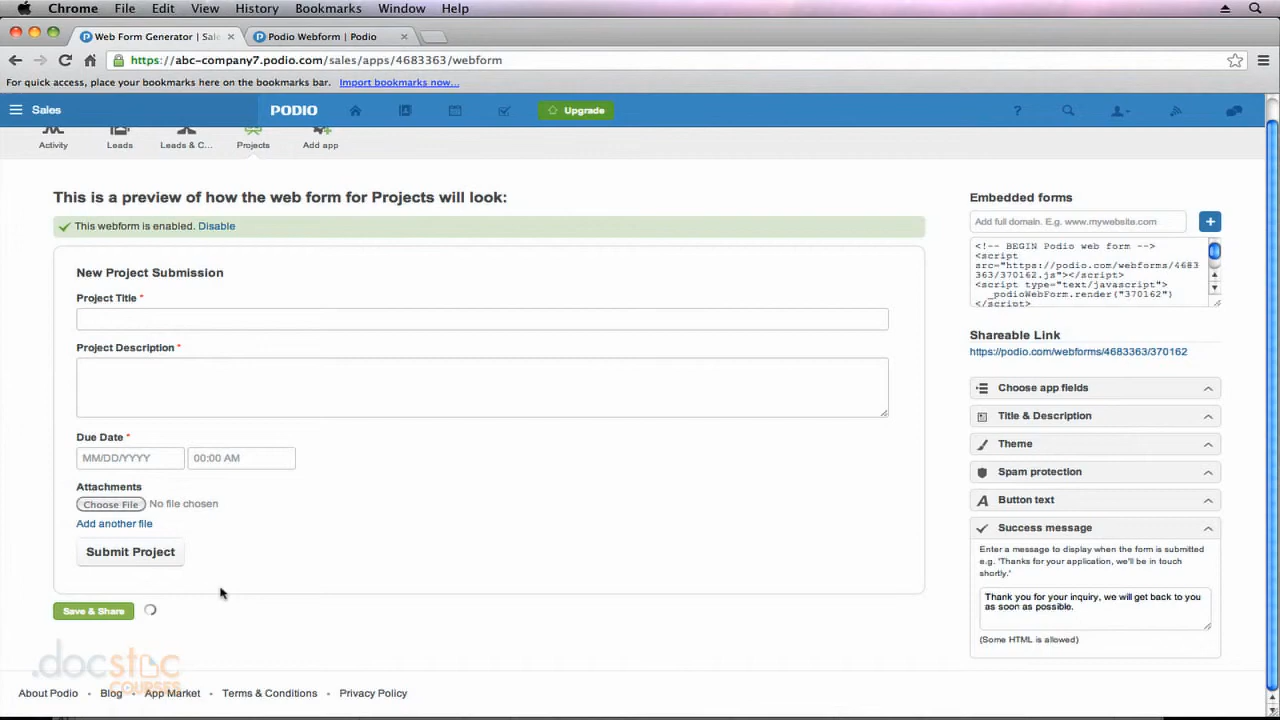 Chrome File Edit View History Bookmarks Window Help
Web Form Generator | Sale
Podio Webform | Podio
https://abc-company7.podio.com/sales/apps/4683363/webform
For quick access, place your bookmarks here on the bookmarks bar. Import bookmarks now...
Sales
PODIO
Upgrade
?
Activity
Leads
Leads & C...
Projects
Add app
This is a preview of how the web form for Projects will look:
This webform is enabled. Disable
New Project Submission
Project Title *
Project Description *
Due Date *
MM/DD/YYYY
00:00 AM
Attachments
Choose File No file chosen
Add another file
Submit Project
Save & Share
Embedded forms
Add full domain. E.g. www.mywebsite.com
+
<!-- BEGIN Podio web form -->
<script
src="https://podio.com/webforms/4683
363/370162.js"></script>
<script type="text/javascript">
_podioWebForm.render("370162")
</script>
Shareable Link
https://podio.com/webforms/4683363/370162
Choose app fields
Title & Description
Theme
Spam protection
Button text
Success message
Enter a message to display when the form is submitted
e.g. 'Thanks for your application, we'll be in touch
shortly.'
Thank you for your inquiry, we will get back to you
as soon as possible.
(Some HTML is allowed)
.docstoc
COURSES
About Podio • Blog • App Market • Terms & Conditions • Privacy Policy